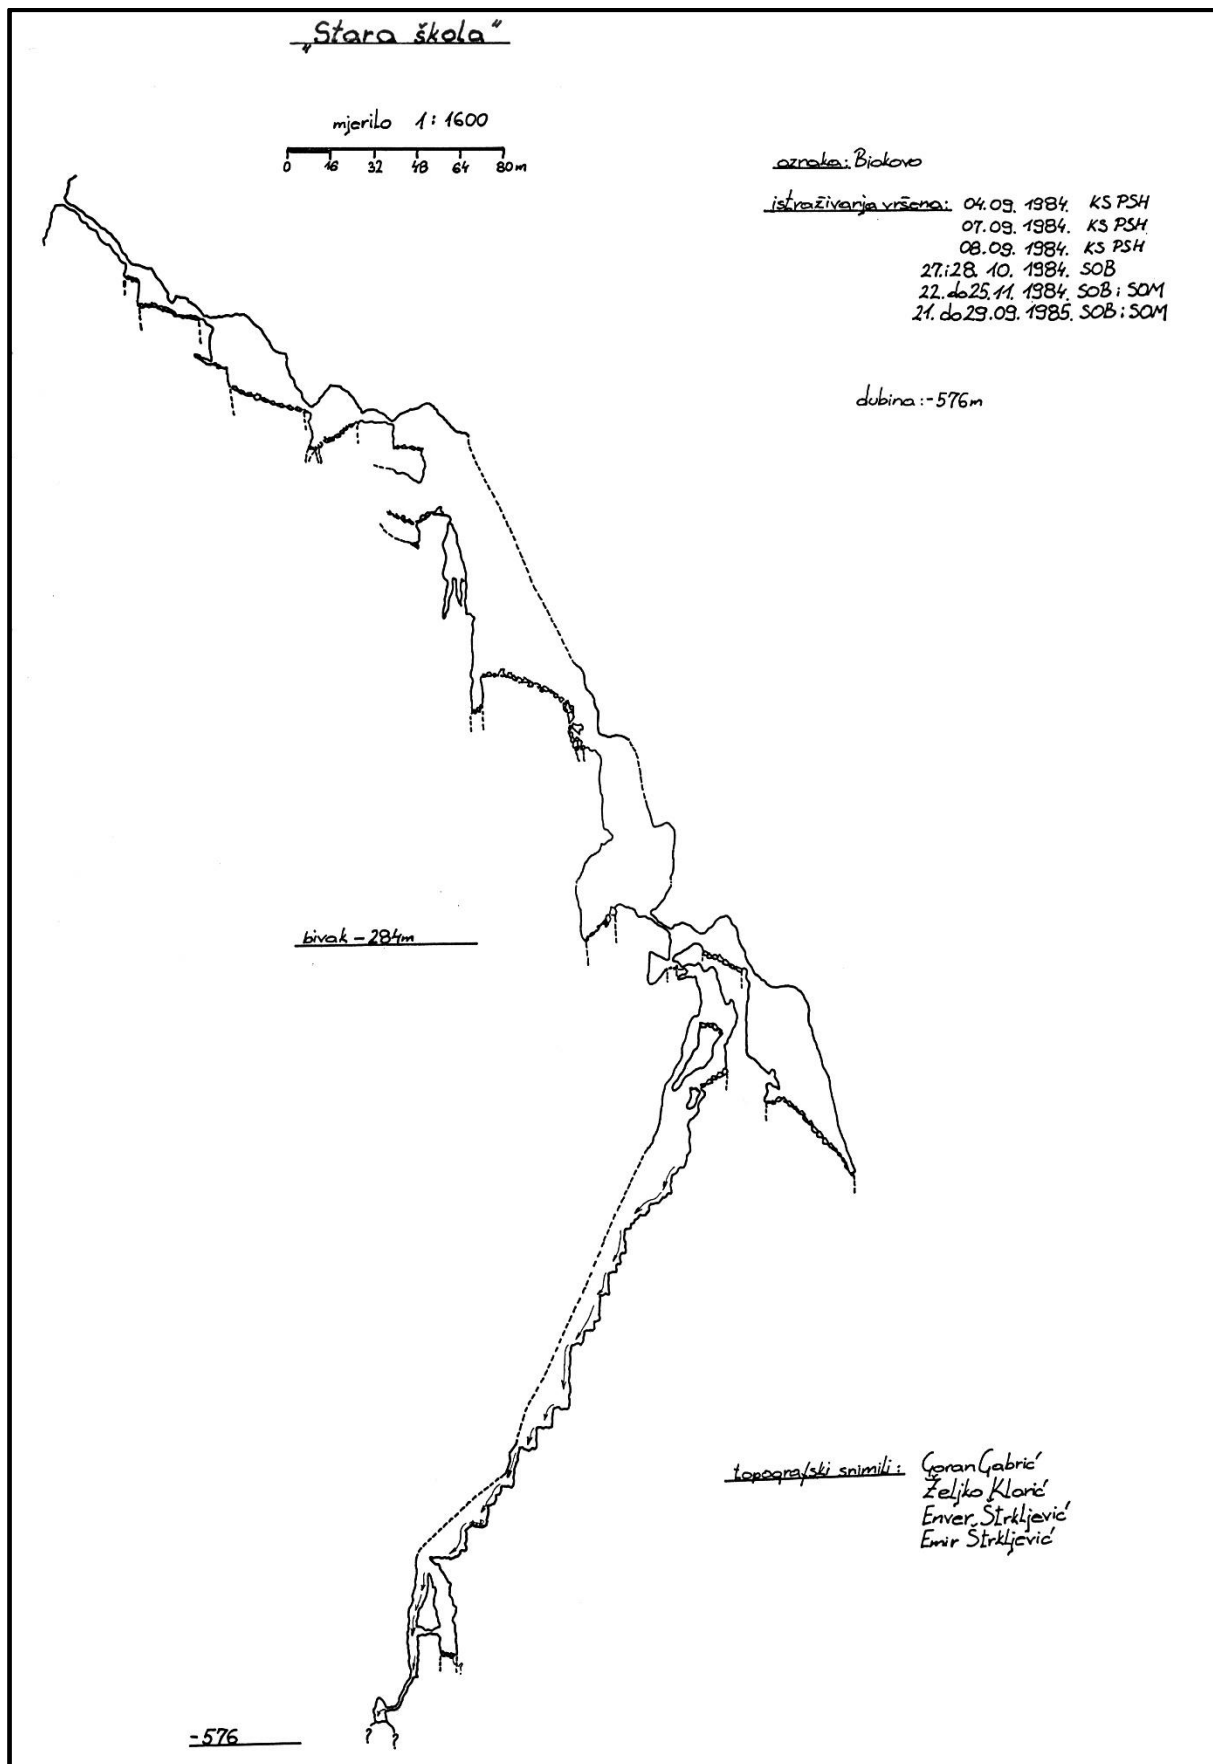 "Stara škola"
mjerilo 1:1600
0 16 32 48 64 80m
oznaka: Biokovo
istraživanja vršena: 04.09. 1984. KS PSH
07.09. 1984. KS PSH
08.09. 1984. KS PSH
27.i28. 10. 1984. SOB
22. do25.11. 1984. SOB i SOM
21. do29.09. 1985. SOB i SOM
dubina:-576m
bivak - 284m
topografski snimili: Goran Gabrić
Željko Klarić
Enver Štrkljević
Emir Štrkljević
? ?
-576